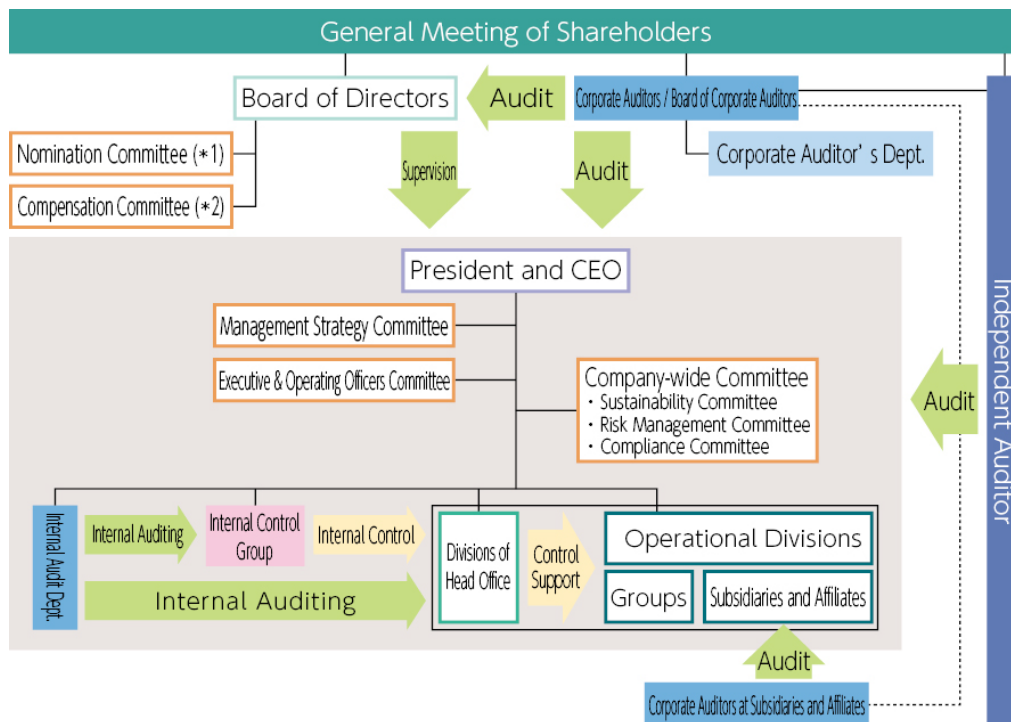 General Meeting of Shareholders
Board of Directors
Audit
Corporate Auditors / Board of Corporate Auditors
Nomination Committee (*1)
Supervision
Audit
Corporate Auditor's Dept.
Compensation Committee (*2)
President and CEO
Management Strategy Committee
Executive & Operating Officers Committee
Company-wide Committee
・Sustainability Committee
・Risk Management Committee
・Compliance Committee
Audit
Independent Auditor
Internal Audit Dept.
Internal Auditing
Internal Control
Group
Internal Control
Internal Auditing
Divisions of
Head Office
Control
Support
Operational Divisions
Groups
Subsidiaries and Affiliates
Audit
Corporate Auditors at Subsidiaries and Affiliates